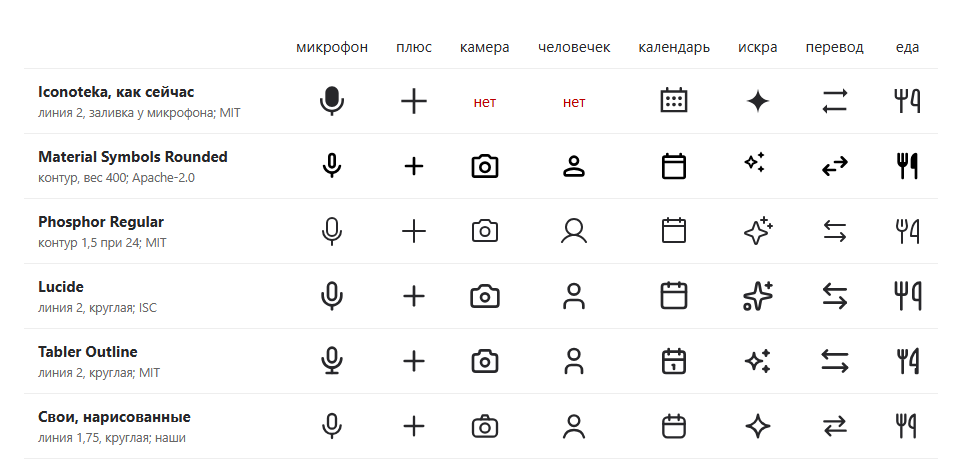 микрофон плюс камера человечек календарь искра перевод еда
Iconoteka, как сейчас
нет нет
линия 2, заливка у микрофона; MIT
Material Symbols Rounded
контур, вес 400; Apache-2.0
Phosphor Regular
контур 1,5 при 24; MIT
Lucide
линия 2, круглая; ISC
Tabler Outline
линия 2, круглая; MIT
1
Свои, нарисованные
линия 1,75, круглая; наши